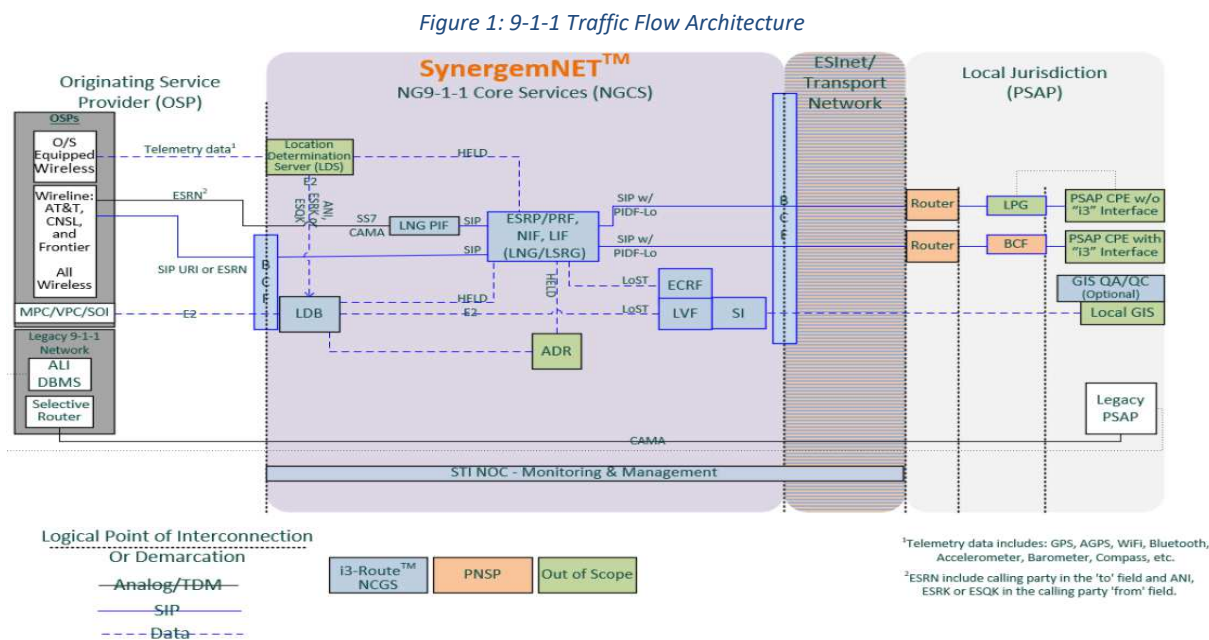 Figure 1: 9-1-1 Traffic Flow Architecture
Originating Service
Provider (OSP)
SynergemNET™
NG9-1-1 Core Services (NGCS)
ESInet/
Transport
Network
Local Jurisdiction
(PSAP)
OSPs
O/S
Equipped
Wireless
Telemetry data¹
Location
Determination
Server (LDS)
HELD
E2
ANI,
ESRK or
ESQK
Wireline:
AT&T,
CNSL,
and
Frontier
All
Wireless
ESRN²
SS7
CAMA
LNG PIF
SIP
ESRP/PRF,
NIF, LIF
(LNG/LSRG)
SIP w/
PIDF-Lo
SIP w/
PIDF-Lo
BCF
Router
LPG
PSAP CPE w/o
"i3" Interface
Router
BCF
PSAP CPE with
"i3" Interface
SIP
SIP URI or ESRN
BCF
HELD
LoST
ECRF
GIS QA/QC
(Optional)
MPC/VPC/SOI
E2
LDB
HELD
E2
LoST
LVF
SI
Local GIS
Legacy 9-1-1
Network
ALI
DBMS
ADR
Selective
Router
Legacy
PSAP
CAMA
STI NOC - Monitoring & Management
Logical Point of Interconnection
Or Demarcation
Analog/TDM
SIP
Data
i3-Route™
NCGS
PNSP
Out of Scope
¹Telemetry data includes: GPS, AGPS, WiFi, Bluetooth,
Accelerometer, Barometer, Compass, etc.
²ESRN include calling party in the 'to' field and ANI,
ESRK or ESQK in the calling party 'from' field.